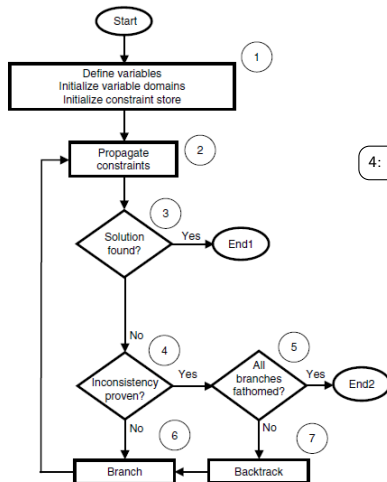 Start
1
Define variables
Initialize variable domains
Initialize constraint store
2
Propagate
constraints
4:
3
Solution
found?
Yes
End1
No
4
Inconsistency
proven?
Yes
5
All
branches
fathomed?
Yes
End2
No
6
No
7
Branch
Backtrack